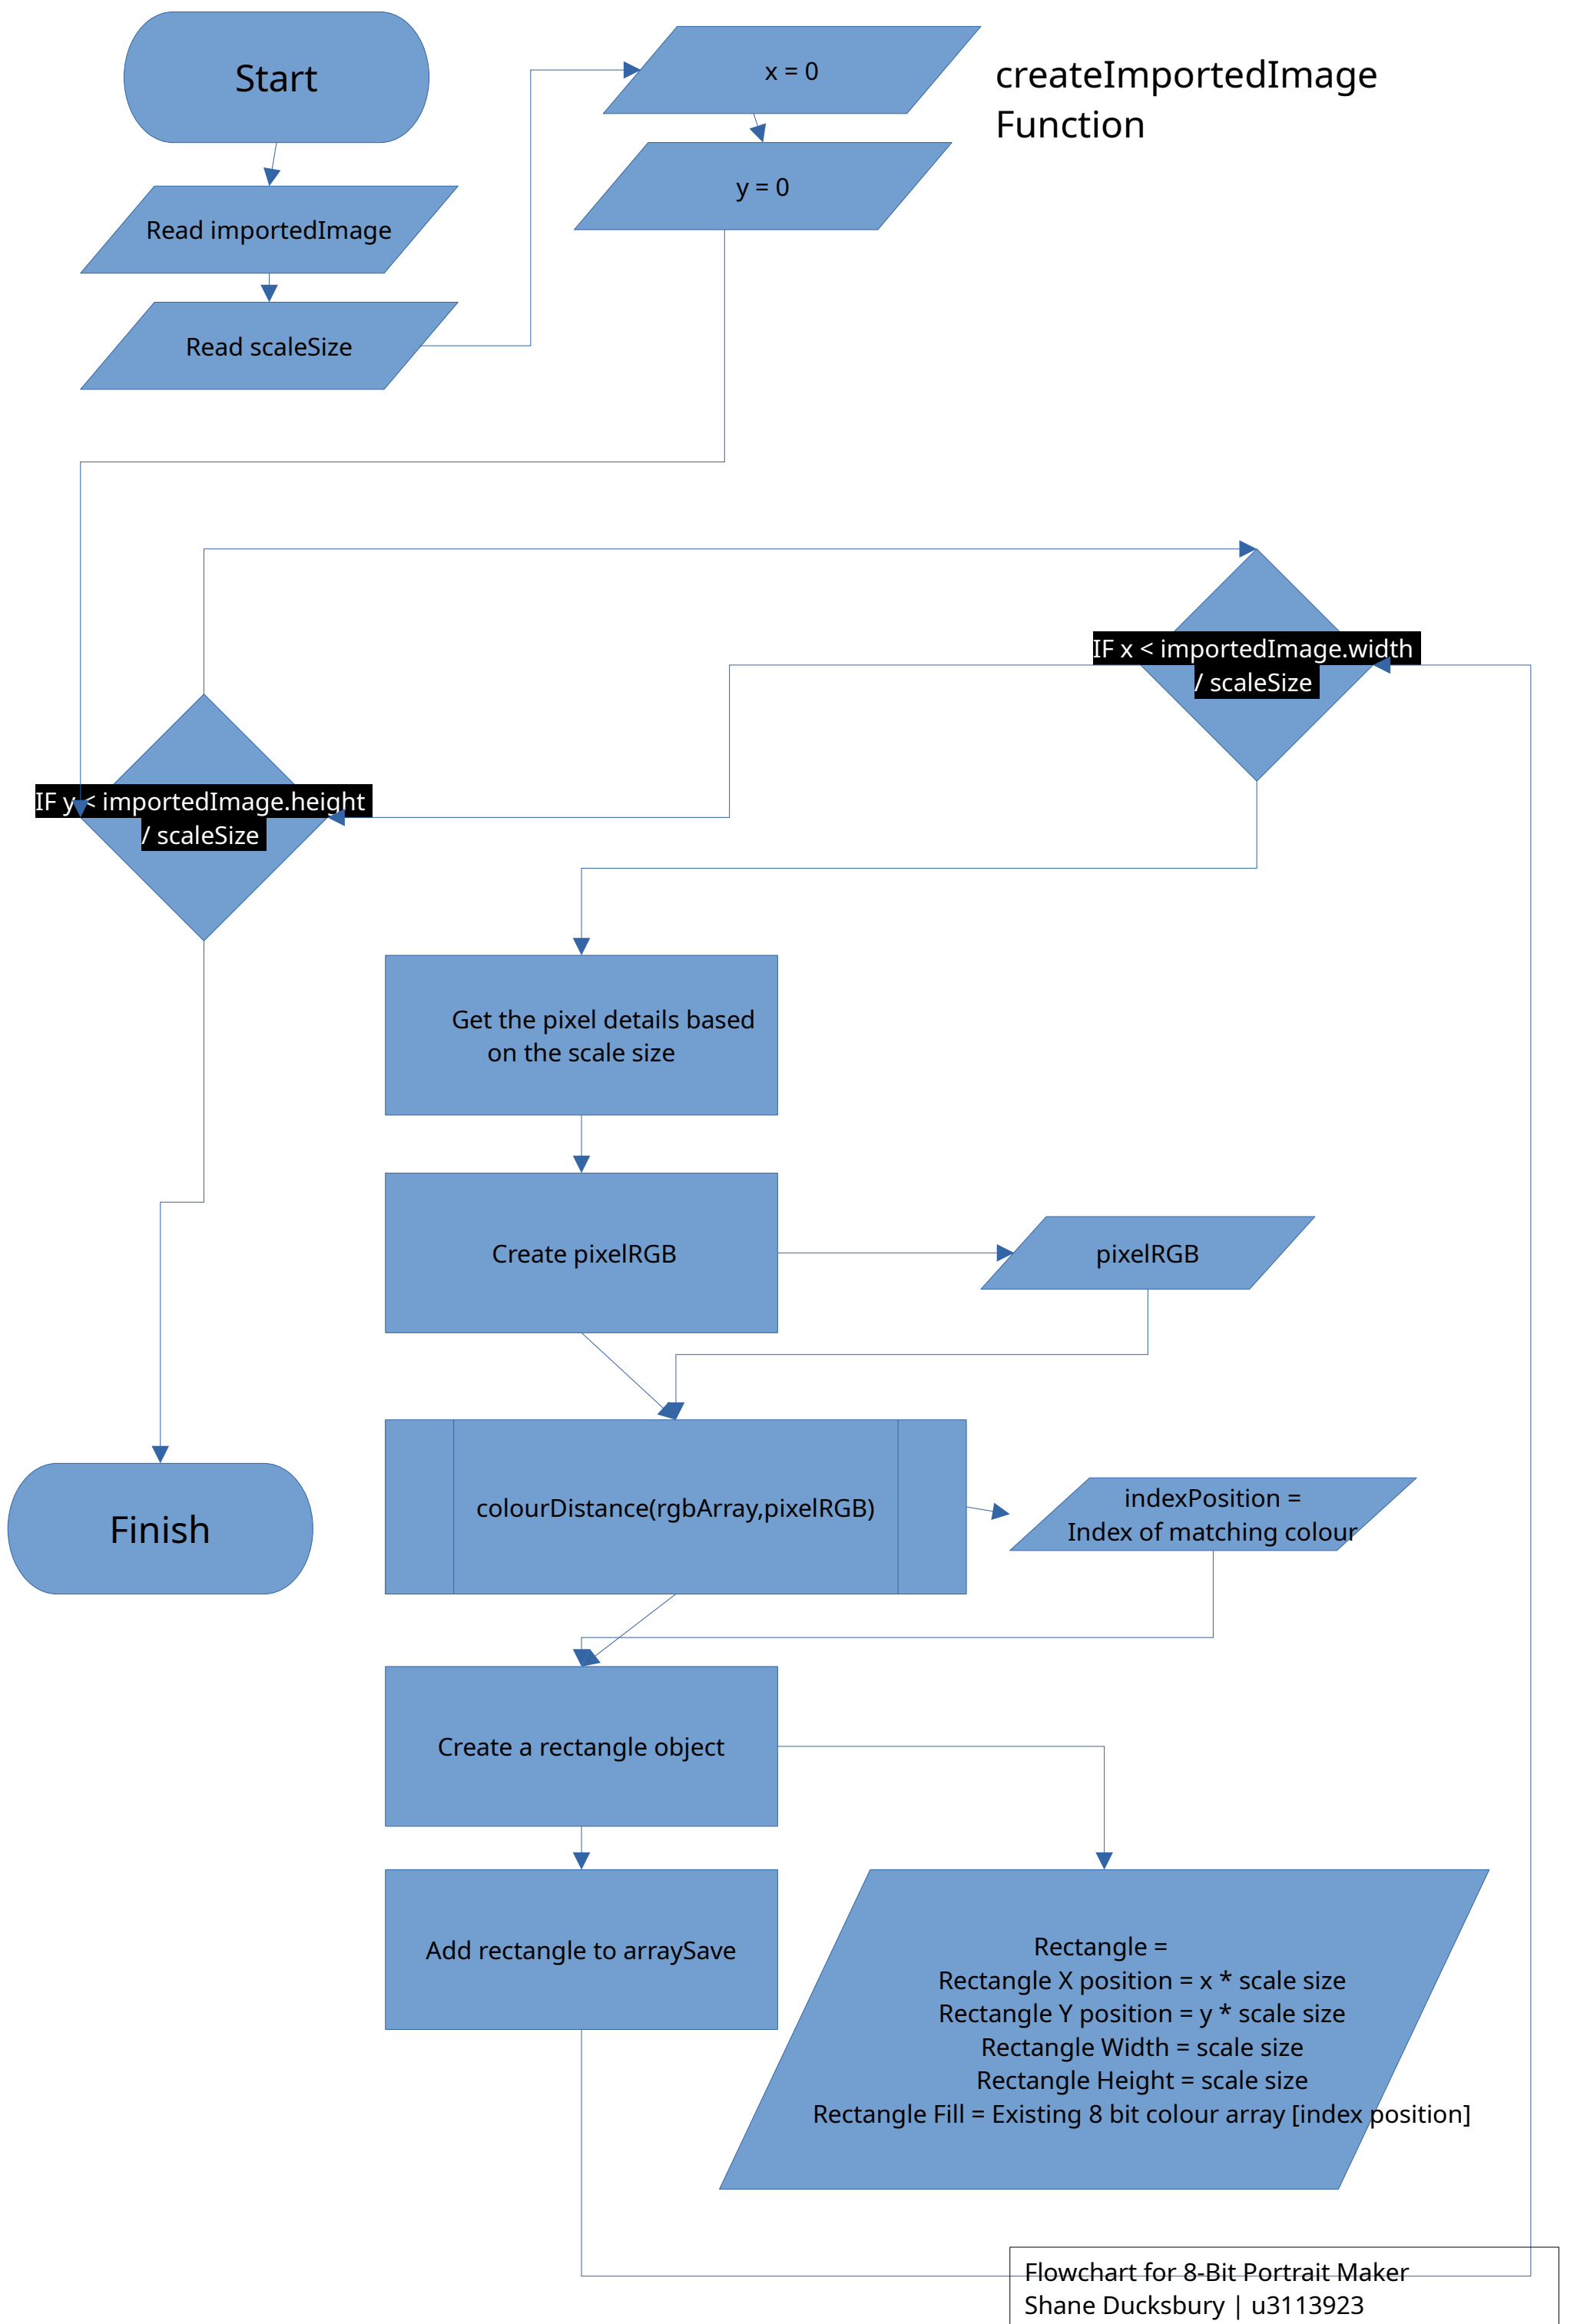 Start
x = 0
createImportedImage
Function
y = 0
Read importedImage
Read scaleSize
IF x < importedImage.width
/ scaleSize
IF y < importedImage.height
/ scaleSize
Get the pixel details based
on the scale size
Create pixelRGB
pixelRGB
colourDistance(rgbArray,pixelRGB)
indexPosition =
Index of matching colour
Finish
Create a rectangle object
Add rectangle to arraySave
Rectangle =
Rectangle X position = x * scale size
Rectangle Y position = y * scale size
Rectangle Width = scale size
Rectangle Height = scale size
Rectangle Fill = Existing 8 bit colour array [index position]
Flowchart for 8-Bit Portrait Maker
Shane Ducksbury | u3113923